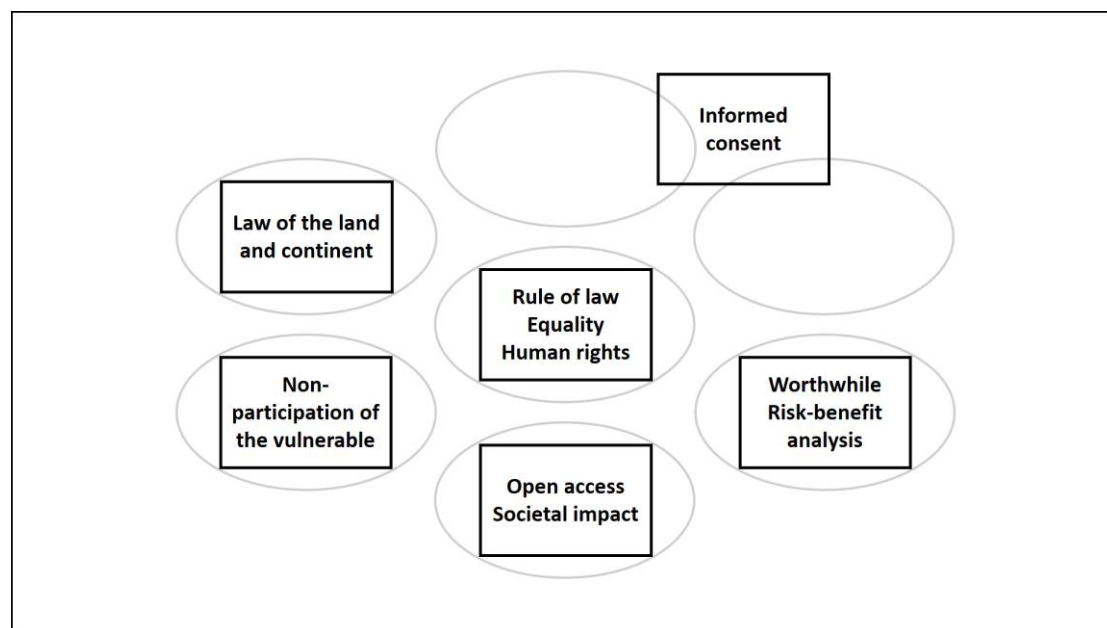 Informed
consent
Law of the land
and continent
Rule of law
Equality
Human rights
Non-
participation of
the vulnerable
Worthwhile
Risk-benefit
analysis
Open access
Societal impact